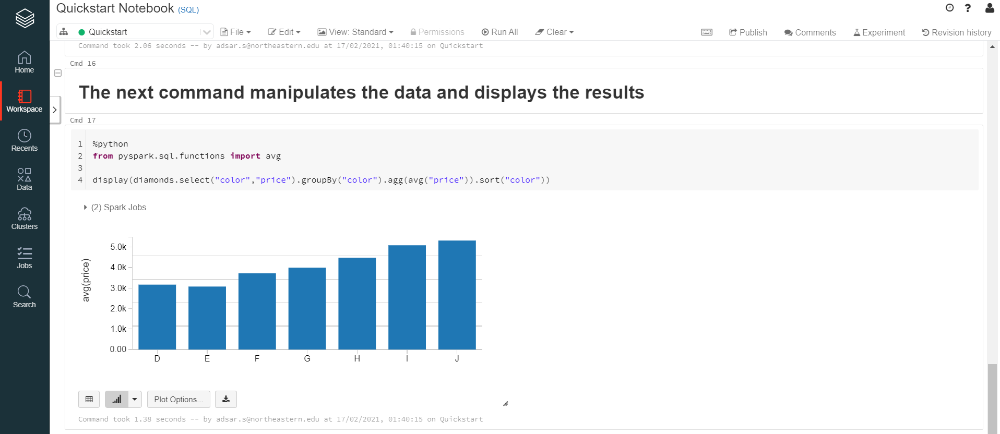 Quickstart Notebook (SQL)
Quickstart
File
Edit
View: Standard
Permissions
Run All
Clear
Publish
Comments
Experiment
Revision history
Home
Workspace
Recents
Data
Clusters
Jobs
Search
Command took 2.06 seconds -- by adsar.s@northeastern.edu at 17/02/2021, 01:40:15 on Quickstart
Cmd 16
The next command manipulates the data and displays the results
Cmd 17
1 %python
2 from pyspark.sql.functions import avg
3
4 display(diamonds.select("color","price").groupBy("color").agg(avg("price")).sort("color"))
(2) Spark Jobs
avg(price)
5.0k
4.0k
3.0k
2.0k
1.0k
0.00
D E F G H I J
Plot Options...
Command took 1.38 seconds -- by adsar.s@northeastern.edu at 17/02/2021, 01:40:15 on Quickstart